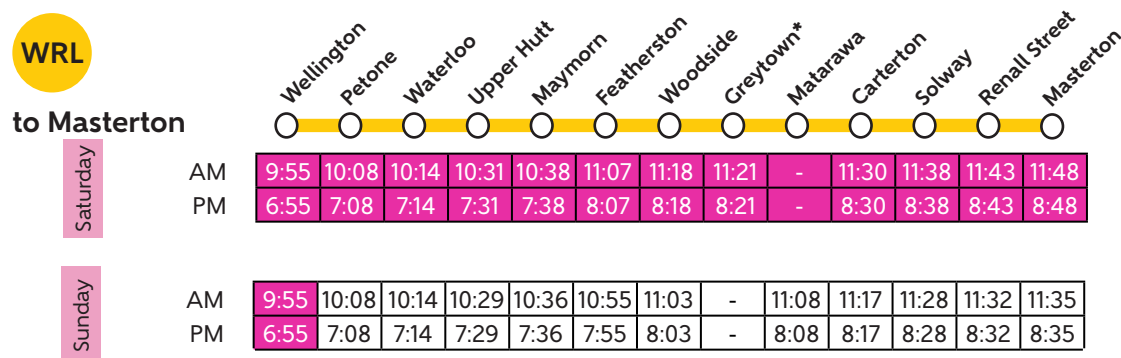 WRL
to Masterton
Wellington Petone Waterloo Upper Hutt Maymorn Featherston Woodside Greytown* Matarawa Carterton Solway Renall Street Masterton
Saturday
AM 9:55 10:08 10:14 10:31 10:38 11:07 11:18 11:21 - 11:30 11:38 11:43 11:48
PM 6:55 7:08 7:14 7:31 7:38 8:07 8:18 8:21 - 8:30 8:38 8:43 8:48
Sunday
AM 9:55 10:08 10:14 10:29 10:36 10:55 11:03 - 11:08 11:17 11:28 11:32 11:35
PM 6:55 7:08 7:14 7:29 7:36 7:55 8:03 - 8:08 8:17 8:28 8:32 8:35